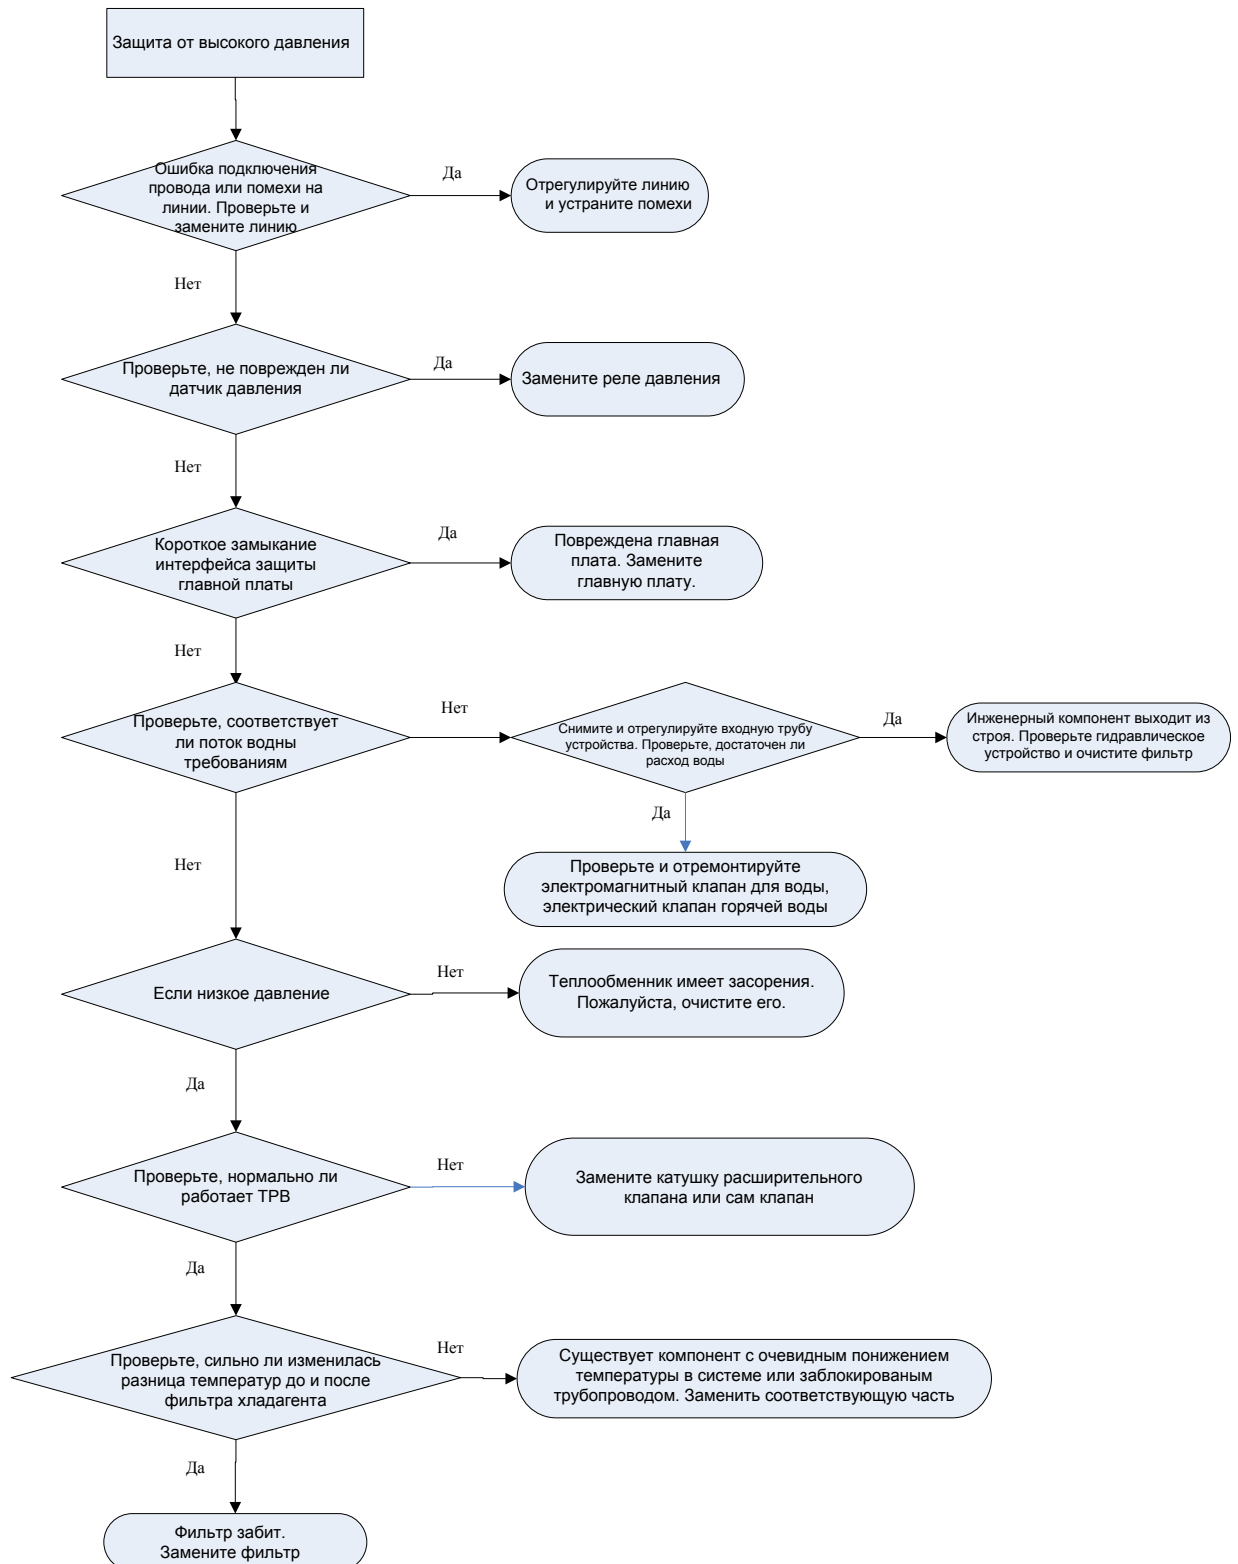 Защита от высокого давления
Ошибка подключения
провода или помехи на
линии. Проверьте и
замените линию
Да
Отрегулируйте линию
и устраните помехи
Нет
Проверьте, не поврежден ли
датчик давления
Да
Замените реле давления
Нет
Короткое замыкание
интерфейса защиты
главной платы
Да
Повреждена главная
плата. Замените
главную плату.
Нет
Проверьте, соответствует
ли поток водны
требованиям
Нет
Снимите и отрегулируйте входную трубу
устройства. Проверьте, достаточен ли
расход воды
Да
Инженерный компонент выходит из
строя. Проверьте гидравлическое
устройство и очистите фильтр
Да
Проверьте и отремонтируйте
электромагнитный клапан для воды,
электрический клапан горячей воды
Нет
Если низкое давление
Нет
Теплообменник имеет засорения.
Пожалуйста, очистите его.
Да
Проверьте, нормально ли
работает ТРВ
Нет
Замените катушку расширительного
клапана или сам клапан
Да
Проверьте, сильно ли изменилась
разница температур до и после
фильтра хладагента
Нет
Существует компонент с очевидным понижением
температуры в системе или заблокированым
трубопроводом. Заменить соответствующую часть
Да
Фильтр забит.
Замените фильтр